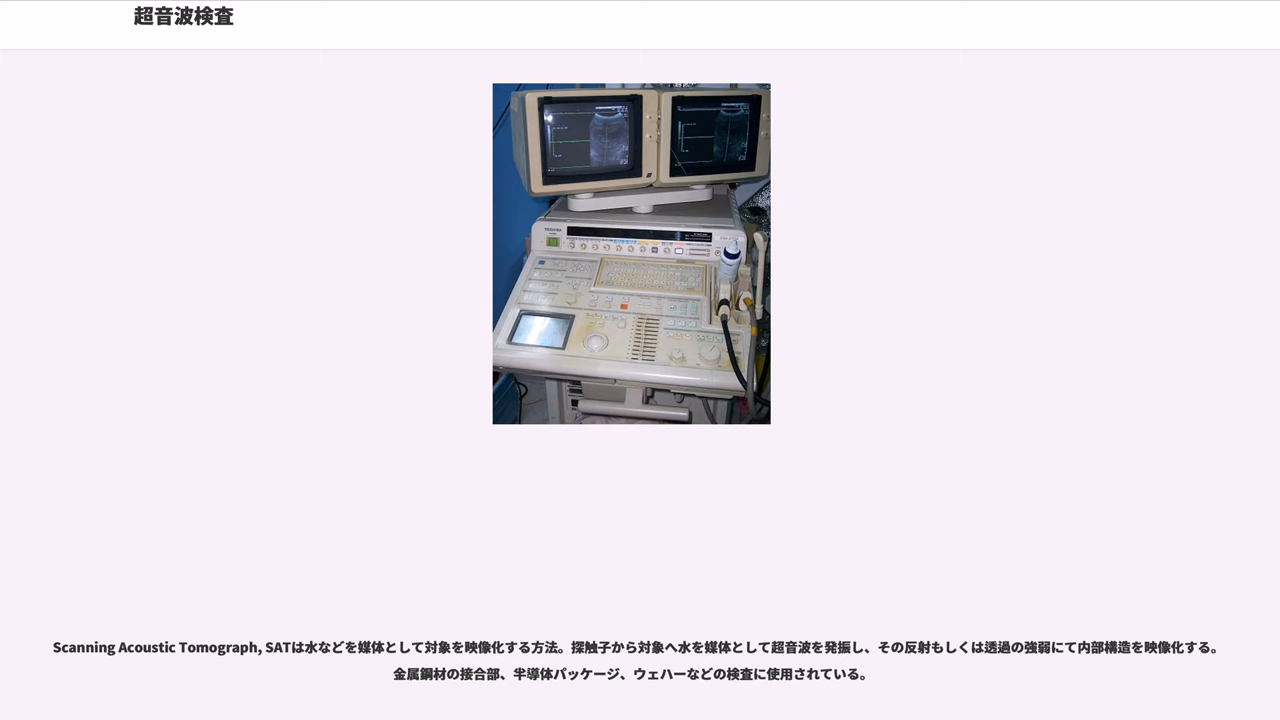 超音波検査
TOSHIBA
Scanning Acoustic Tomograph, SATは水などを媒体として対象を映像化する方法。探触子から対象へ水を媒体として超音波を発振し、その反射もしくは透過の強弱にて内部構造を映像化する。
金属鋼材の接合部、半導体パッケージ、ウェハーなどの検査に使用されている。